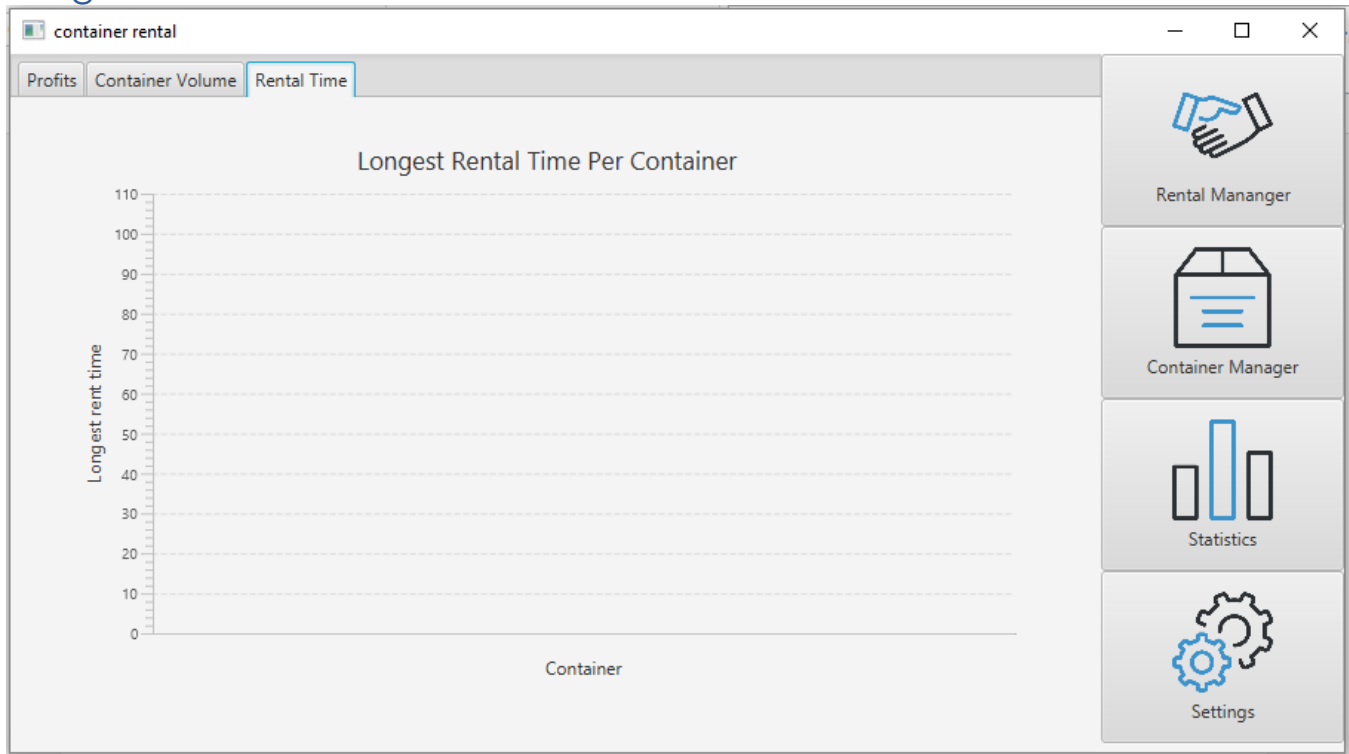 container rental
Profits
Container Volume
Rental Time
Longest Rental Time Per Container
Longest rent time
110
100
90
80
70
60
50
40
30
20
10
0
Container
Rental Mananger
Container Manager
Statistics
Settings